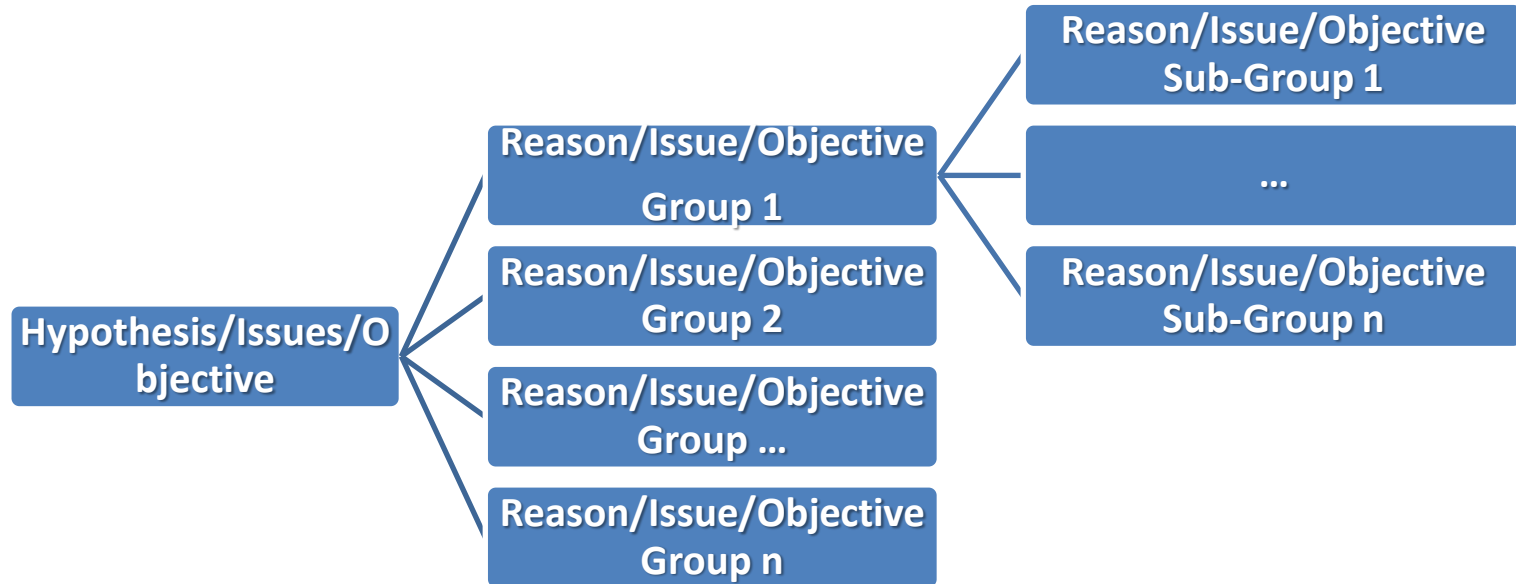 Hypothesis/Issues/O
bjective
Reason/Issue/Objective
Group 1
Reason/Issue/Objective
Group 2
Reason/Issue/Objective
Group ...
Reason/Issue/Objective
Group n
Reason/Issue/Objective
Sub-Group 1
...
Reason/Issue/Objective
Sub-Group n